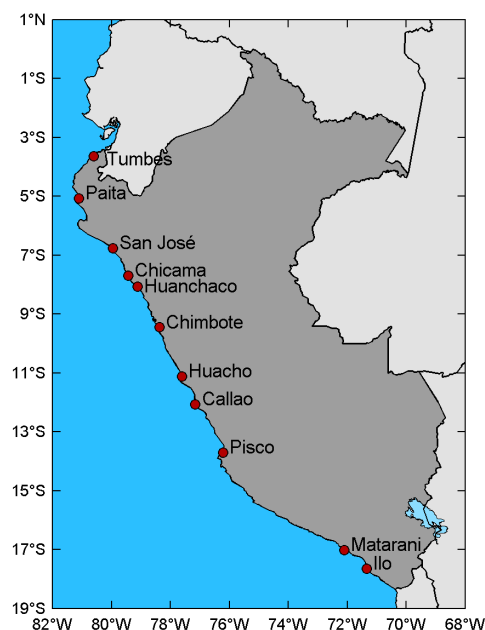 1°N
1°S
3°S
Tumbes
5°S
Paita
7°S
San José
Chicama
Huanchaco
9°S
Chimbote
11°S
Huacho
Callao
13°S
Pisco
15°S
17°S
Matarani
Ilo
19°S
82°W 80°W 78°W 76°W 74°W 72°W 70°W 68°W